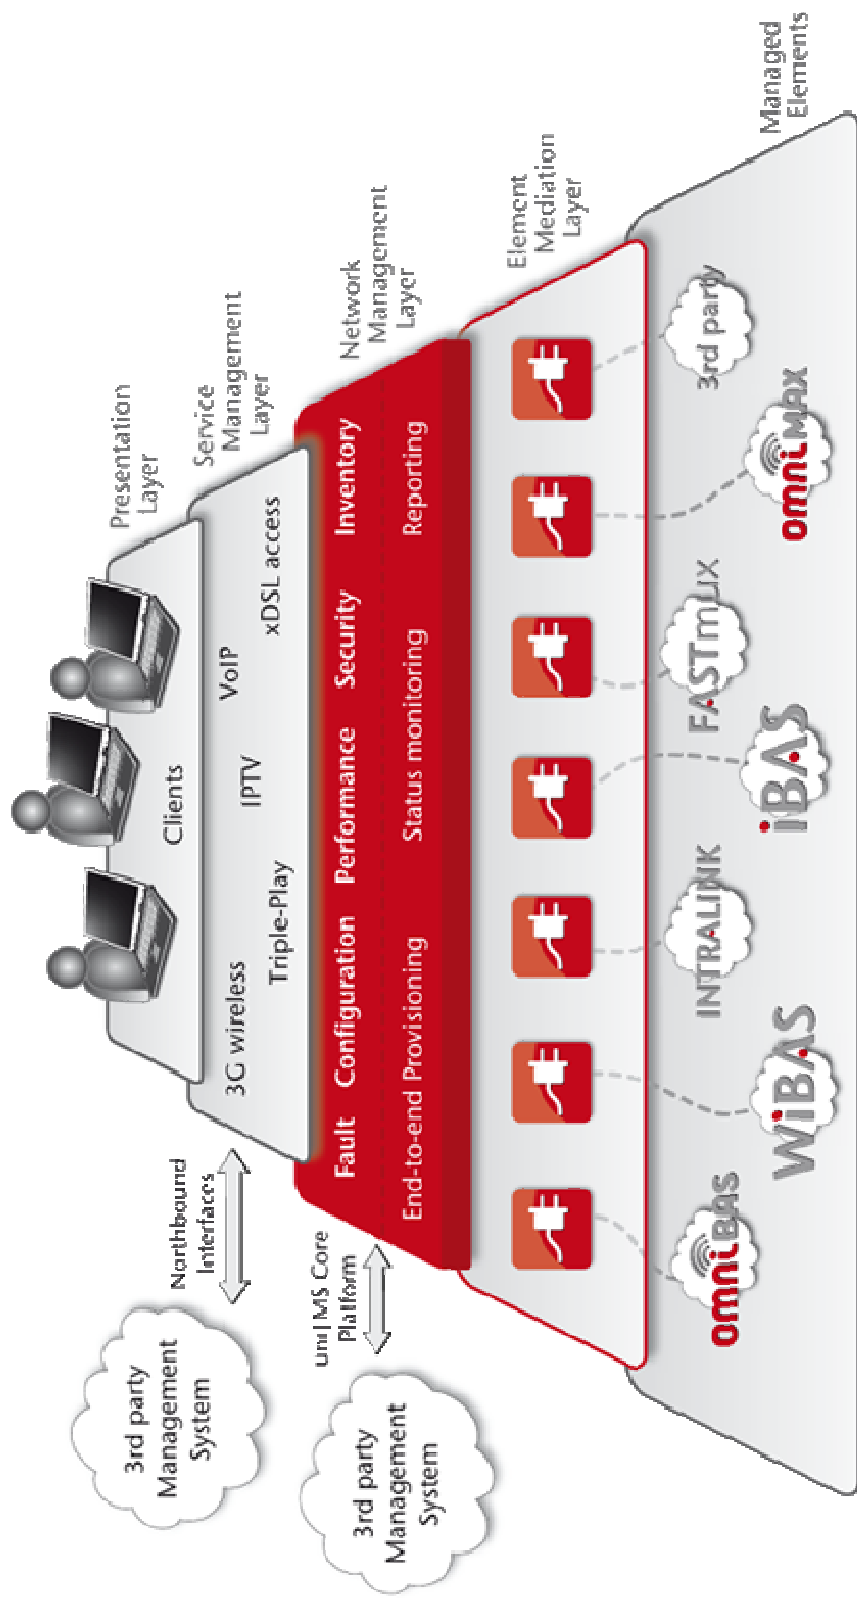 Presentation
Layer
Clients
Service
Management
Layer
3G wireless
Triple-Play
IPTV
VoIP
xDSL access
Northbound
Interfaces
3rd party
Management
System
Network
Management
Layer
Fault
Configuration
Performance
Security
Inventory
End-to-end Provisioning
Status monitoring
Reporting
uni|MS Core
Platform
3rd party
Management
System
Element
Mediation
Layer
Managed
Elements
omniBAS
WiBAS
INTRALINK
iBAS
FASTmux
omniMAX
3rd party